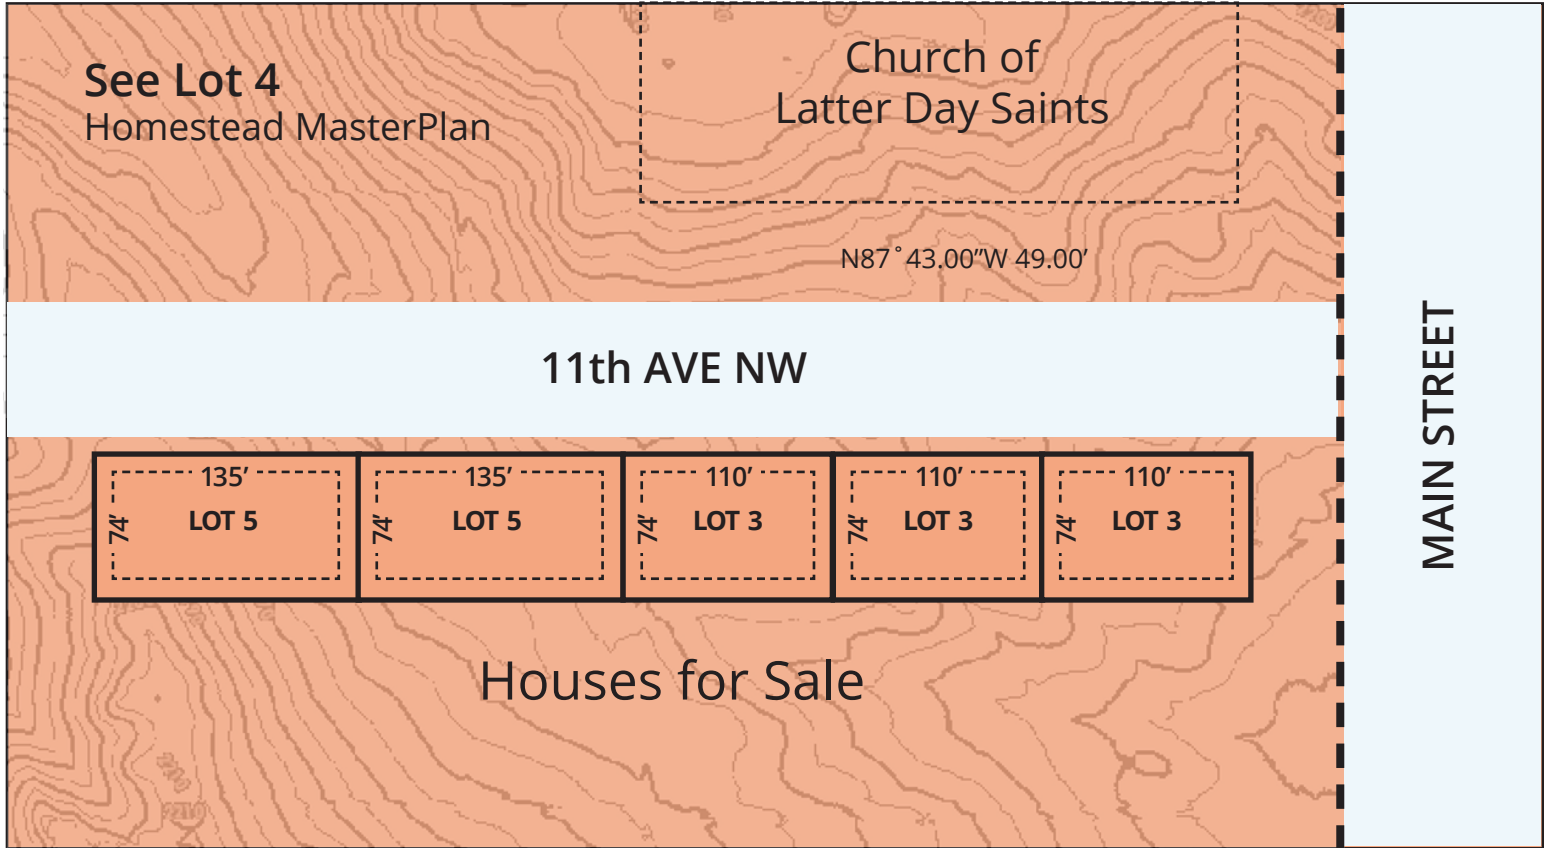 See Lot 4
Homestead MasterPlan
Church of
Latter Day Saints
N87˚43.00”W 49.00’
11th AVE NW
MAIN STREET
135’
74’
LOT 5
135’
74’
LOT 5
110’
74’
LOT 3
110’
74’
LOT 3
110’
74’
LOT 3
Houses for Sale